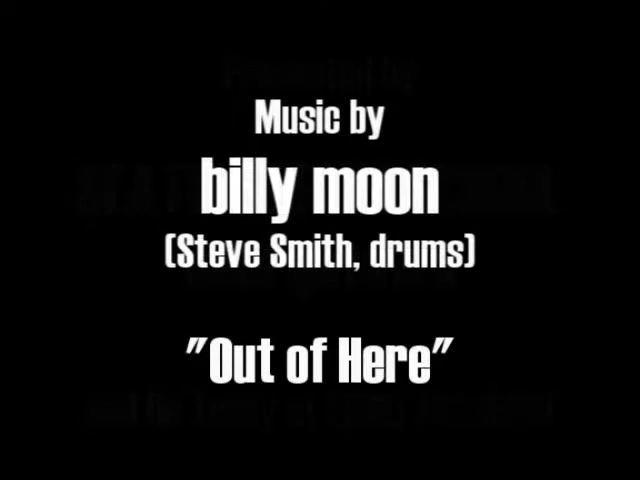 Music by
billy moon
(Steve Smith, drums)
"Out of Here"